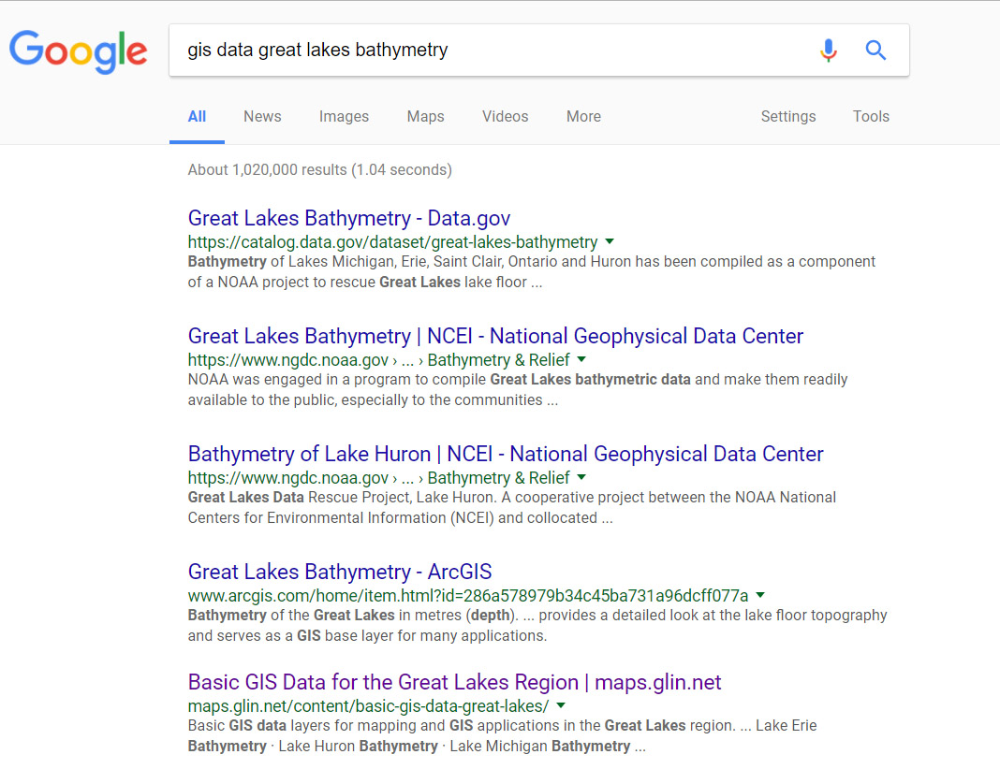 Google
gis data great lakes bathymetry
All News Images Maps Videos More Settings Tools
About 1,020,000 results (1.04 seconds)
Great Lakes Bathymetry - Data.gov
https://catalog.data.gov/dataset/great-lakes-bathymetry
Bathymetry of Lakes Michigan, Erie, Saint Clair, Ontario and Huron has been compiled as a component
of a NOAA project to rescue Great Lakes lake floor ...
Great Lakes Bathymetry | NCEI - National Geophysical Data Center
https://www.ngdc.noaa.gov › ... › Bathymetry & Relief
NOAA was engaged in a program to compile Great Lakes bathymetric data and make them readily
available to the public, especially to the communities ...
Bathymetry of Lake Huron | NCEI - National Geophysical Data Center
https://www.ngdc.noaa.gov › ... › Bathymetry & Relief
Great Lakes Data Rescue Project, Lake Huron. A cooperative project between the NOAA National
Centers for Environmental Information (NCEI) and collocated ...
Great Lakes Bathymetry - ArcGIS
www.arcgis.com/home/item.html?id=286a578979b34c45ba731a96dcff077a
Bathymetry of the Great Lakes in metres (depth). ... provides a detailed look at the lake floor topography
and serves as a GIS base layer for many applications.
Basic GIS Data for the Great Lakes Region | maps.glin.net
maps.glin.net/content/basic-gis-data-great-lakes/
Basic GIS data layers for mapping and GIS applications in the Great Lakes region. ... Lake Erie
Bathymetry · Lake Huron Bathymetry · Lake Michigan Bathymetry ...